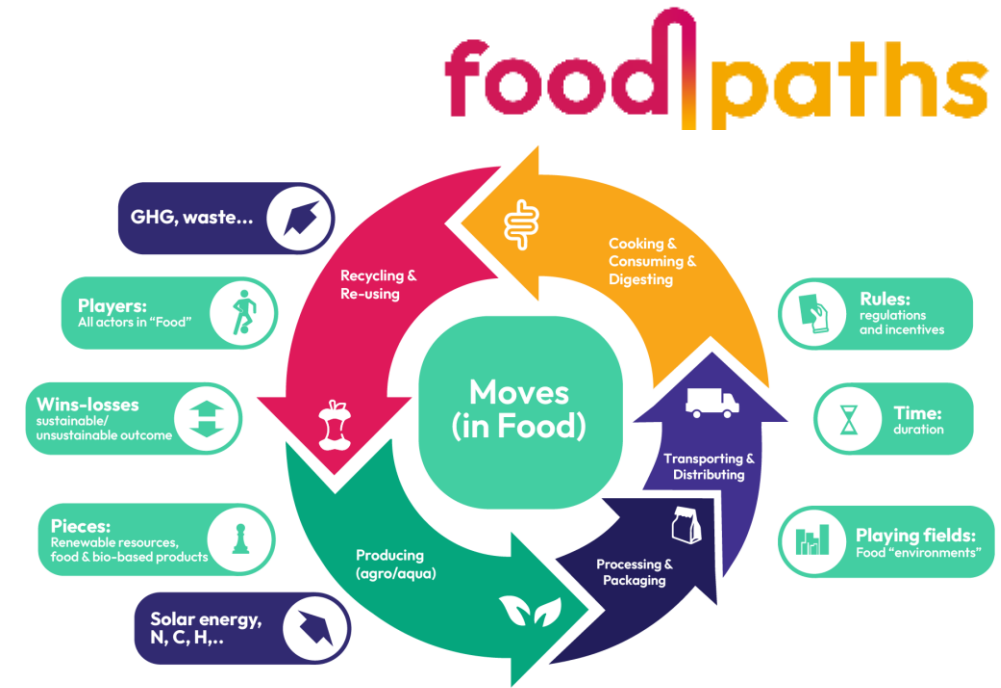 food paths
GHG, waste...
Players:
All actors in “Food”
Wins-losses
sustainable/
unsustainable outcome
Pieces:
Renewable resources,
food & bio-based products
Solar energy,
N, C, H,..
Recycling &
Re-using
Cooking &
Consuming &
Digesting
Moves
(in Food)
Transporting &
Distributing
Processing &
Packaging
Producing
(agro/aqua)
Rules:
regulations
and incentives
Time:
duration
Playing fields:
Food “environments”